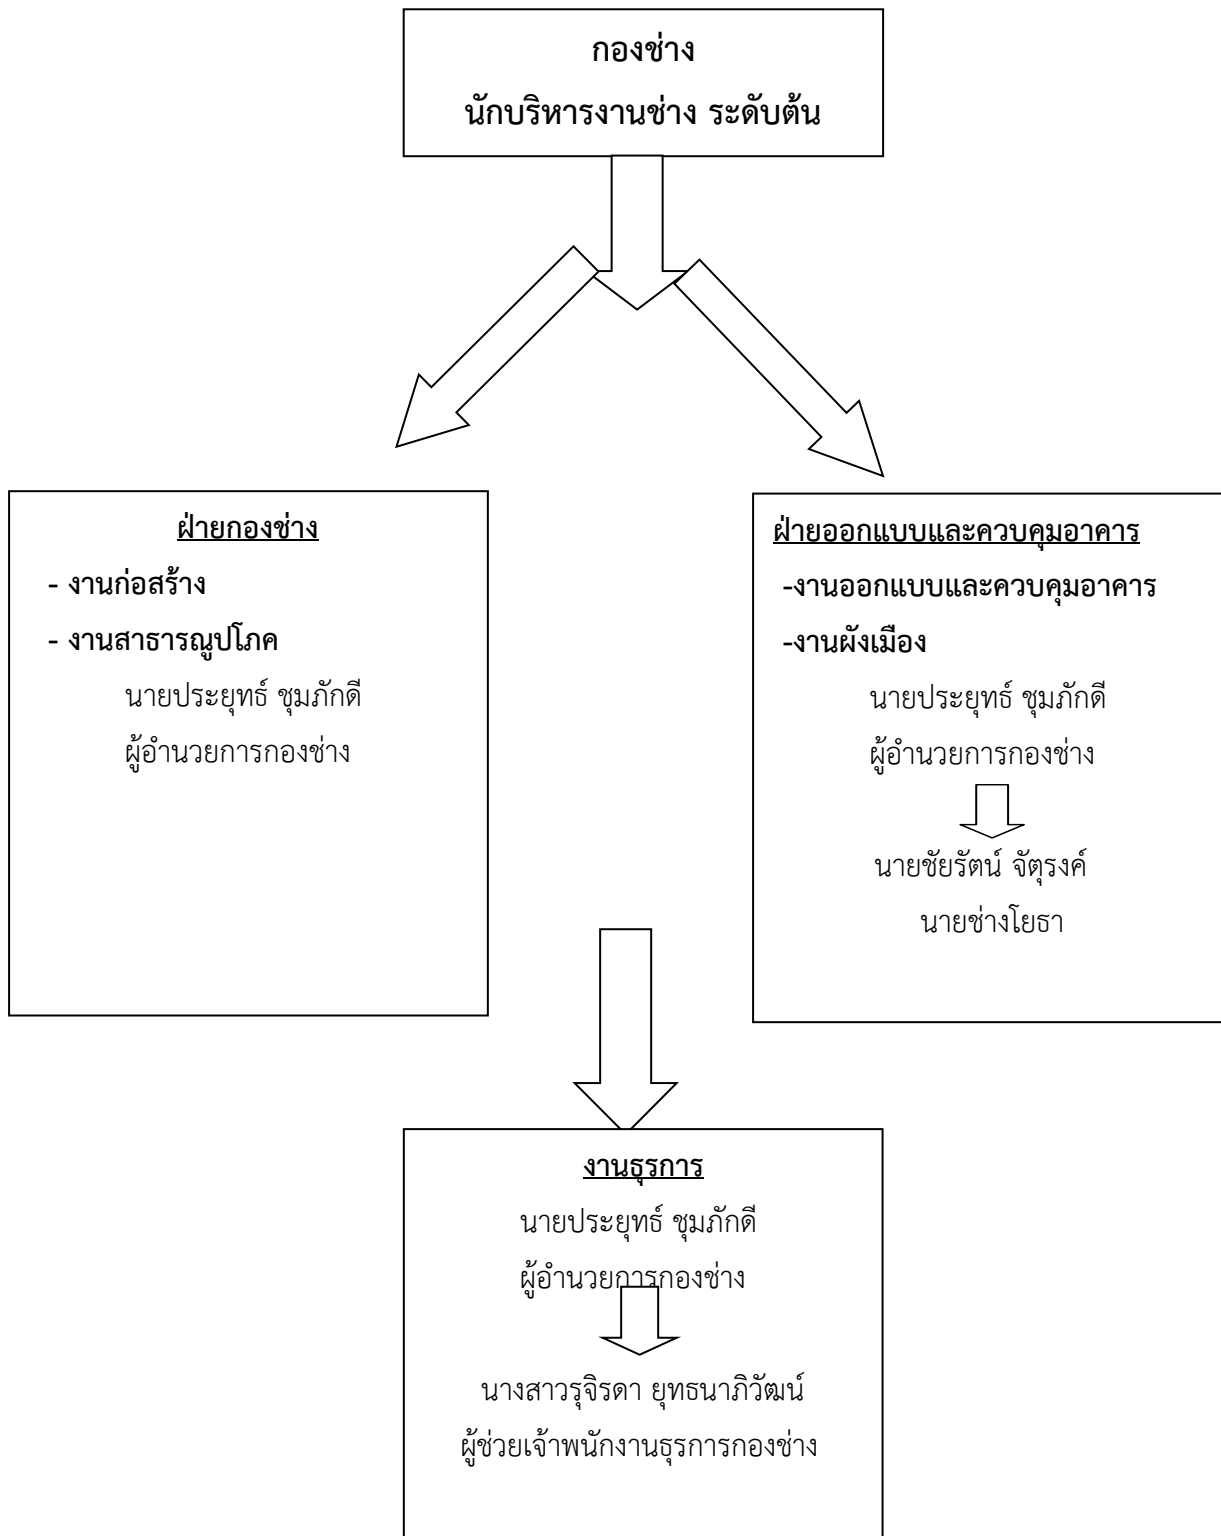 กองช่าง
นักบริหารงานช่าง ระดับต้น
ฝ่ายกองช่าง
- งานก่อสร้าง
- งานสาธารณูปโภค
นายประยุทธ์ ชุมภักดี
ผู้อำนวยการกองช่าง
ฝ่ายออกแบบและควบคุมอาคาร
-งานออกแบบและควบคุมอาคาร
-งานผังเมือง
นายประยุทธ์ ชุมภักดี
ผู้อำนวยการกองช่าง
นายชัยรัตน์ จัตุรงค์
นายช่างโยธา
งานธุรการ
นายประยุทธ์ ชุมภักดี
ผู้อำนวยการกองช่าง
นางสาวรุจิรดา ยุทธนาภิวัฒน์
ผู้ช่วยเจ้าพนักงานธุรการกองช่าง